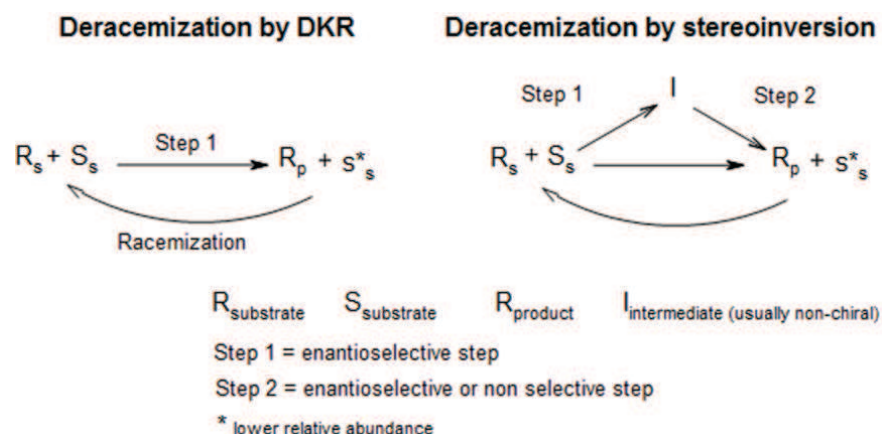 Deracemization by DKR
Deracemization by stereoinversion
Step 1
Rs + Ss
Rp + s*s
Racemization
Step 1
I
Step 2
Rs + Ss
Rp + s*s
Rsubstrate Ssubstrate Rproduct Iintermediate (usually non-chiral)
Step 1 = enantioselective step
Step 2 = enantioselective or non selective step
* lower relative abundance